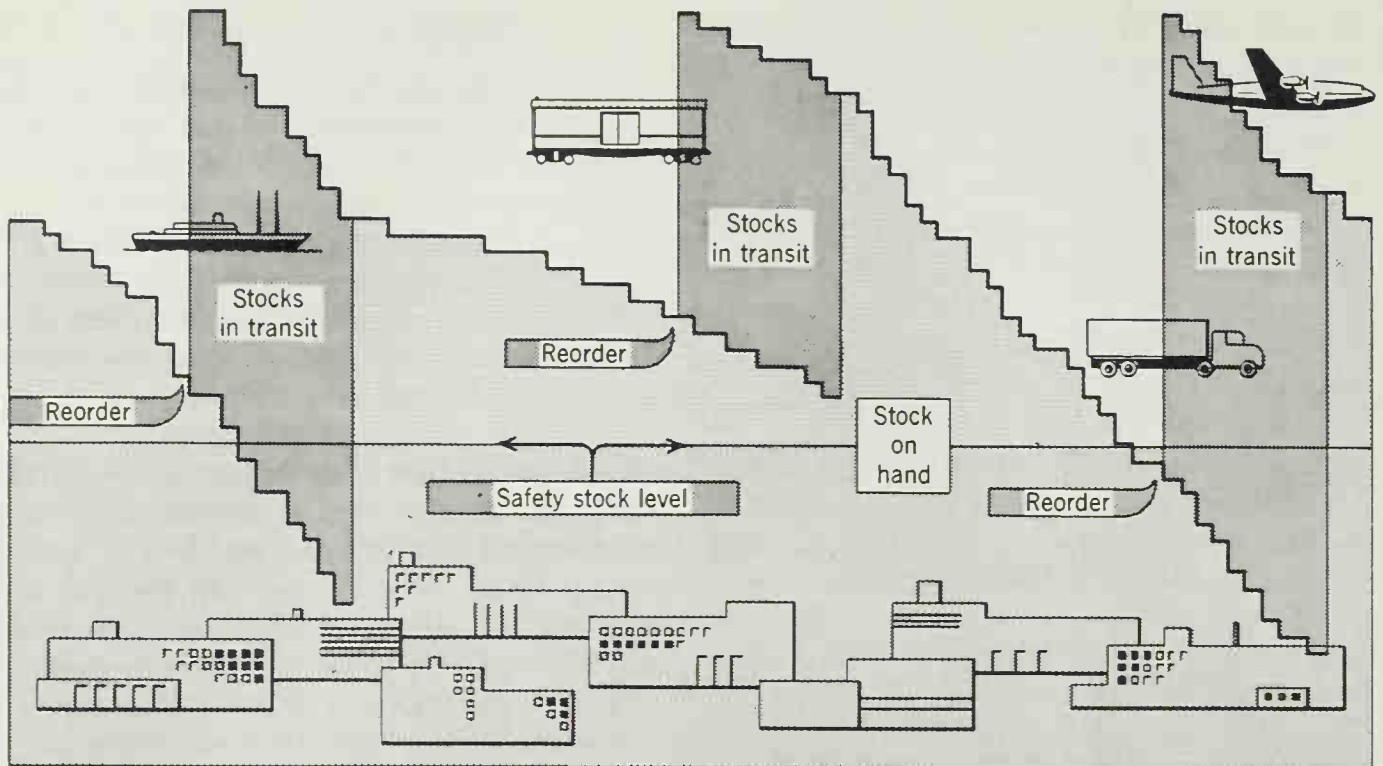 Stocks
in transit
Reorder
Reorder
Stocks
in transit
Safety stock level
Stock
on
hand
Reorder
Stocks
in transit